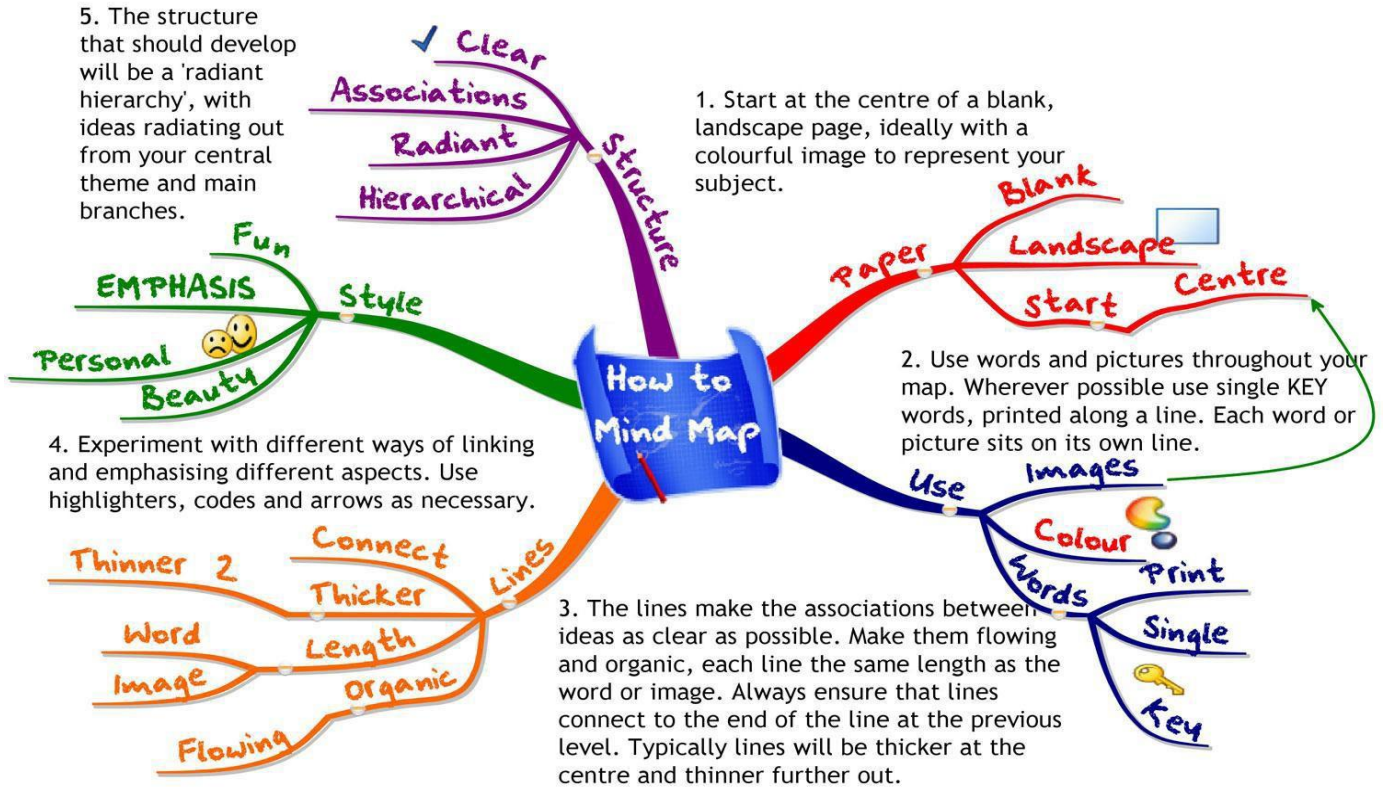 5. The structure
that should develop
will be a 'radiant
hierarchy', with
ideas radiating out
from your central
theme and main
branches.
Clear
Associations
Radiant
Hierarchical
Structure
1. Start at the centre of a blank,
landscape page, ideally with a
colourful image to represent your
subject.
Paper
Blank
Landscape
Start
Centre
Fun
EMPHASIS
Personal
Beauty
Style
How to
Mind Map
2. Use words and pictures throughout your
map. Wherever possible use single KEY
words, printed along a line. Each word or
picture sits on its own line.
Use
Images
Colour
Words
Print
Single
Key
4. Experiment with different ways of linking
and emphasising different aspects. Use
highlighters, codes and arrows as necessary.
Lines
Connect
Thicker
Thinner 2
Length
Word
Image
Organic
Flowing
3. The lines make the associations between
ideas as clear as possible. Make them flowing
and organic, each line the same length as the
word or image. Always ensure that lines
connect to the end of the line at the previous
level. Typically lines will be thicker at the
centre and thinner further out.